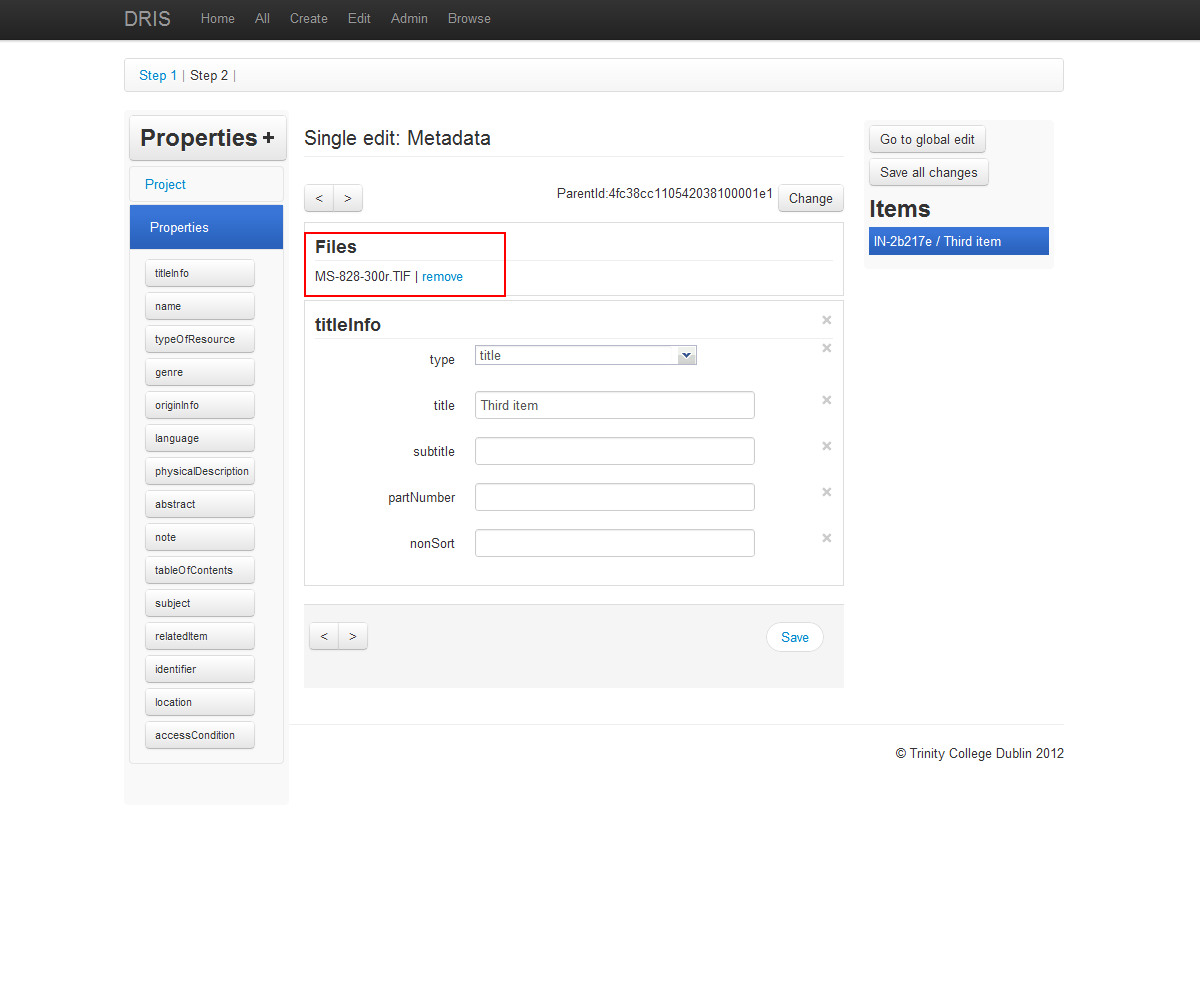 DRIS Home All Create Edit Admin Browse
Step 1 | Step 2 |
Properties +
Project
Properties
titleInfo
name
typeOfResource
genre
originInfo
language
physicalDescription
abstract
note
tableOfContents
subject
relatedItem
identifier
location
accessCondition
Single edit: Metadata
< > ParentId:4fc38cc110542038100001e1 Change
Files
MS-828-300r.TIF | remove
titleInfo ×
type title ×
title Third item ×
subtitle ×
partNumber ×
nonSort ×
< > Save
Go to global edit
Save all changes
Items
IN-2b217e / Third item
© Trinity College Dublin 2012